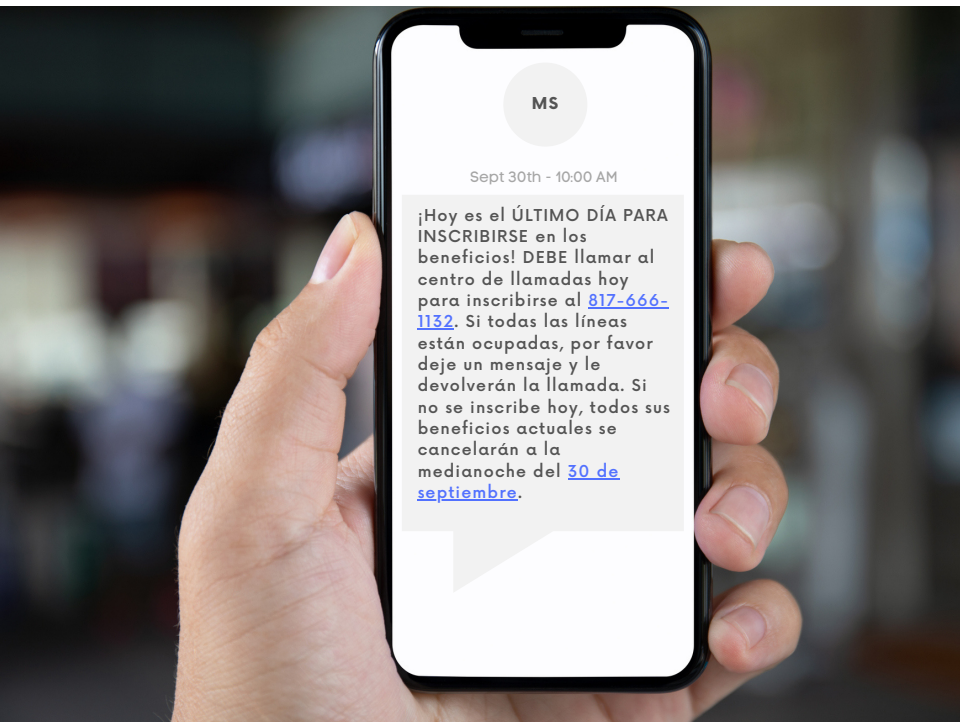 MS
Sept 30th - 10:00 AM
¡Hoy es el ÚLTIMO DÍA PARA
INSCRIBIRSE en los
beneficios! DEBE llamar al
centro de llamadas hoy
para inscribirse al 817-666-
1132. Si todas las líneas
están ocupadas, por favor
deje un mensaje y le
devolverán la llamada. Si
no se inscribe hoy, todos sus
beneficios actuales se
cancelarán a la
medianoche del 30 de
septiembre.